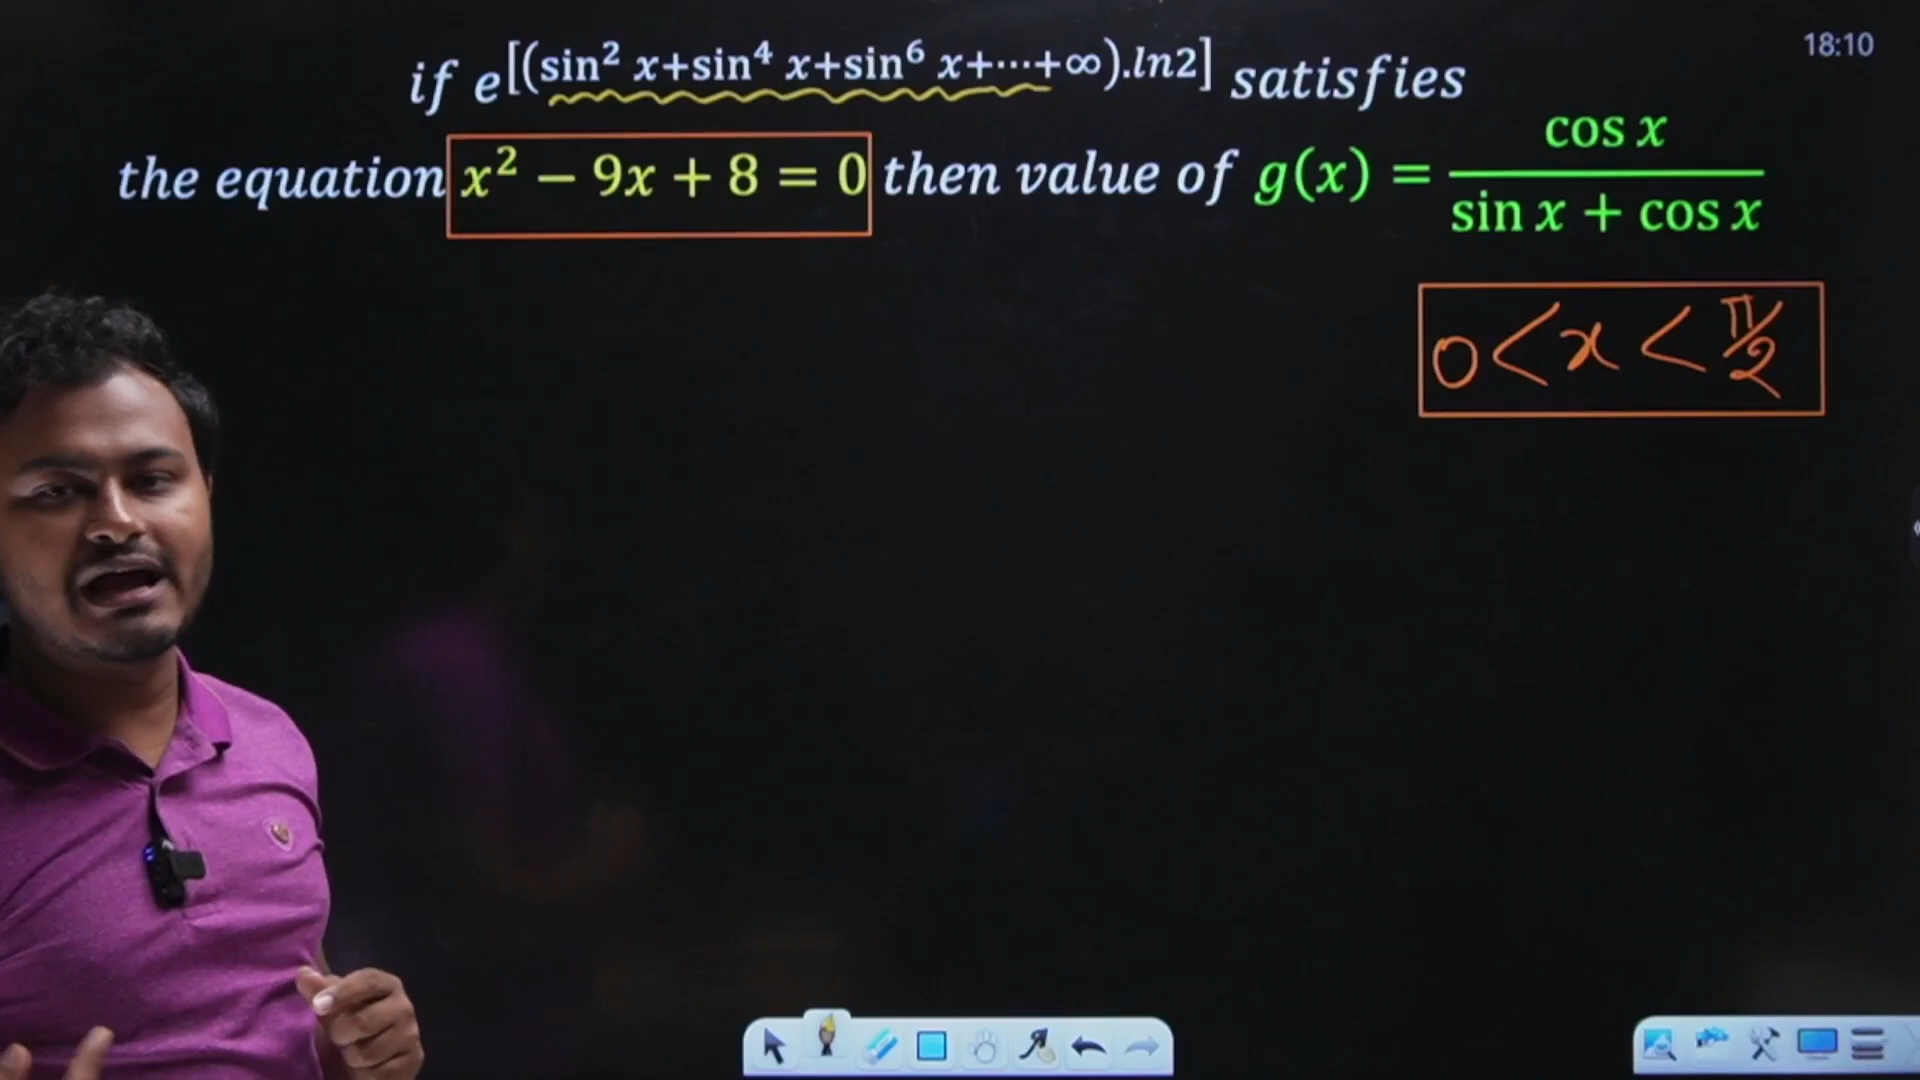 18:10
if e^[(sin² x+sin⁴ x+sin⁶ x+⋯+∞).ln2] satisfies
the equation x² − 9x + 8 = 0 then value of g(x) = cos x / sin x + cos x
0 < x < π/2